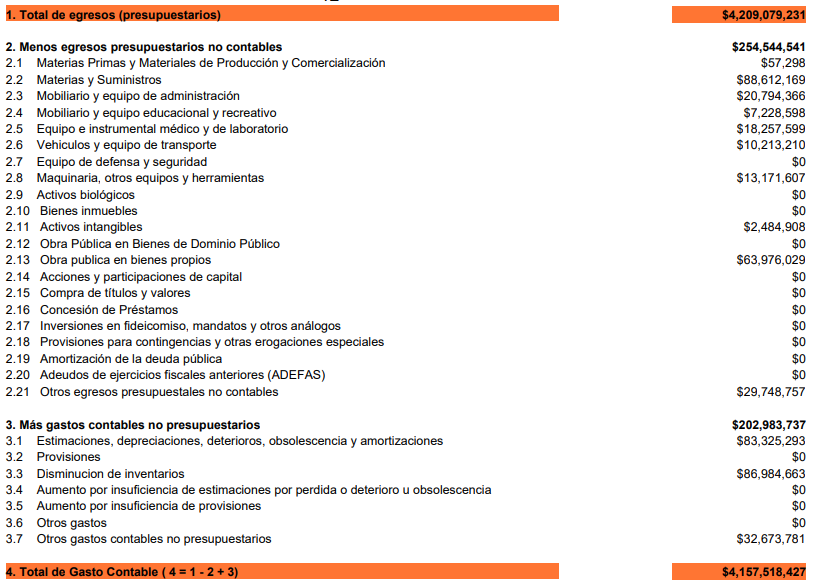 1. Total de egresos (presupuestarios) $4,209,079,231
2. Menos egresos presupuestarios no contables $254,544,541
2.1 Materias Primas y Materiales de Producción y Comercialización $57,298
2.2 Materias y Suministros $88,612,169
2.3 Mobiliario y equipo de administración $20,794,366
2.4 Mobiliario y equipo educacional y recreativo $7,228,598
2.5 Equipo e instrumental médico y de laboratorio $18,257,599
2.6 Vehiculos y equipo de transporte $10,213,210
2.7 Equipo de defensa y seguridad $0
2.8 Maquinaria, otros equipos y herramientas $13,171,607
2.9 Activos biológicos $0
2.10 Bienes inmuebles $0
2.11 Activos intangibles $2,484,908
2.12 Obra Pública en Bienes de Dominio Público $0
2.13 Obra publica en bienes propios $63,976,029
2.14 Acciones y participaciones de capital $0
2.15 Compra de títulos y valores $0
2.16 Concesión de Préstamos $0
2.17 Inversiones en fideicomiso, mandatos y otros análogos $0
2.18 Provisiones para contingencias y otras erogaciones especiales $0
2.19 Amortización de la deuda pública $0
2.20 Adeudos de ejercicios fiscales anteriores (ADEFAS) $0
2.21 Otros egresos presupuestales no contables $29,748,757
3. Más gastos contables no presupuestarios $202,983,737
3.1 Estimaciones, depreciaciones, deterioros, obsolescencia y amortizaciones $83,325,293
3.2 Provisiones $0
3.3 Disminucion de inventarios $86,984,663
3.4 Aumento por insuficiencia de estimaciones por perdida o deterioro u obsolescencia $0
3.5 Aumento por insuficiencia de provisiones $0
3.6 Otros gastos $0
3.7 Otros gastos contables no presupuestarios $32,673,781
4. Total de Gasto Contable ( 4 = 1 - 2 + 3) $4,157,518,427